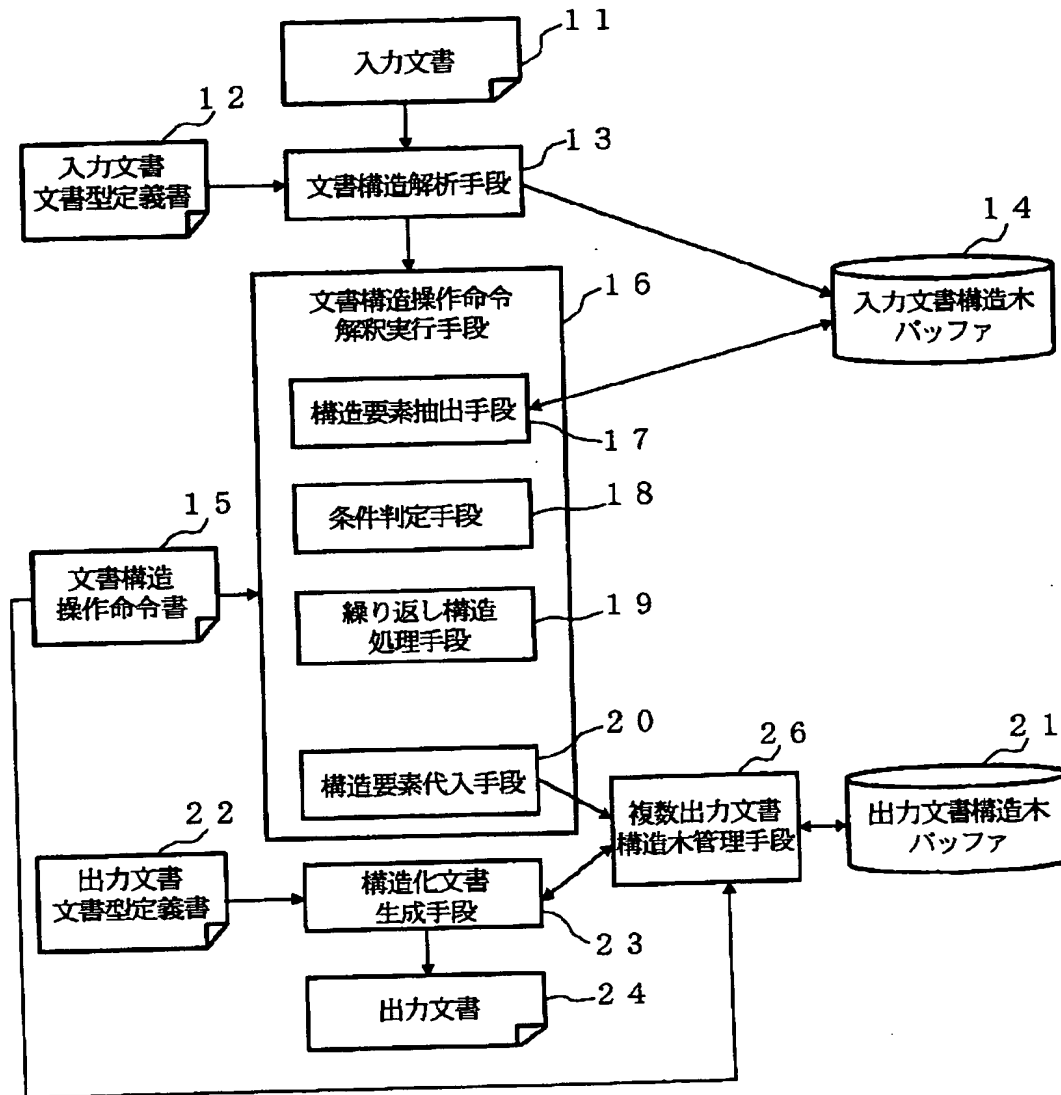 11
入力文書
12
入力文書
文書型定義書
13
文書構造解析手段
14
入力文書構造木
バッファ
16
文書構造操作命令
解釈実行手段
構造要素抽出手段
17
18
条件判定手段
15
文書構造
操作命令書
19
繰り返し構造
処理手段
20
構造要素代入手段
26
複数出力文書
構造木管理手段
21
出力文書構造木
バッファ
22
出力文書
文書型定義書
構造化文書
生成手段
23
24
出力文書